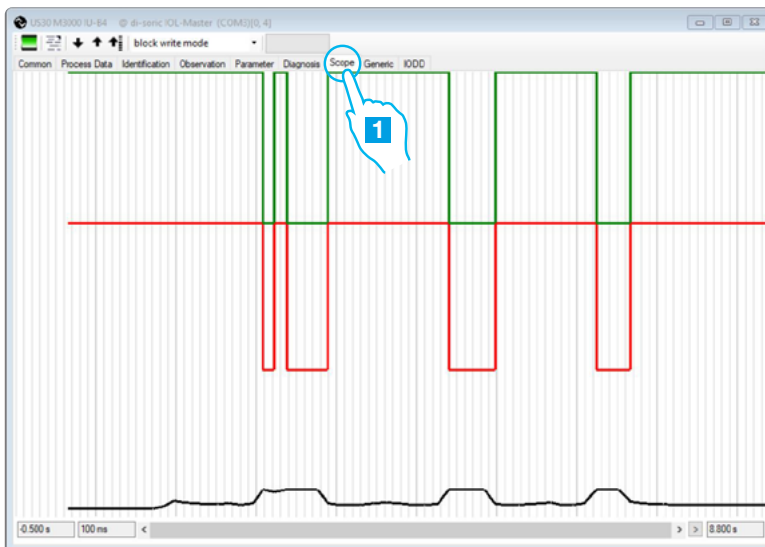 US30 M3000 IU-64 @ di-soric IOL-Master (COM3)[0, 4]
block write mode
Common Process Data Identification Observation Parameter Diagnosis Scope Generic IODD
1
-0.500 s 100 ms < > > 8.800 s